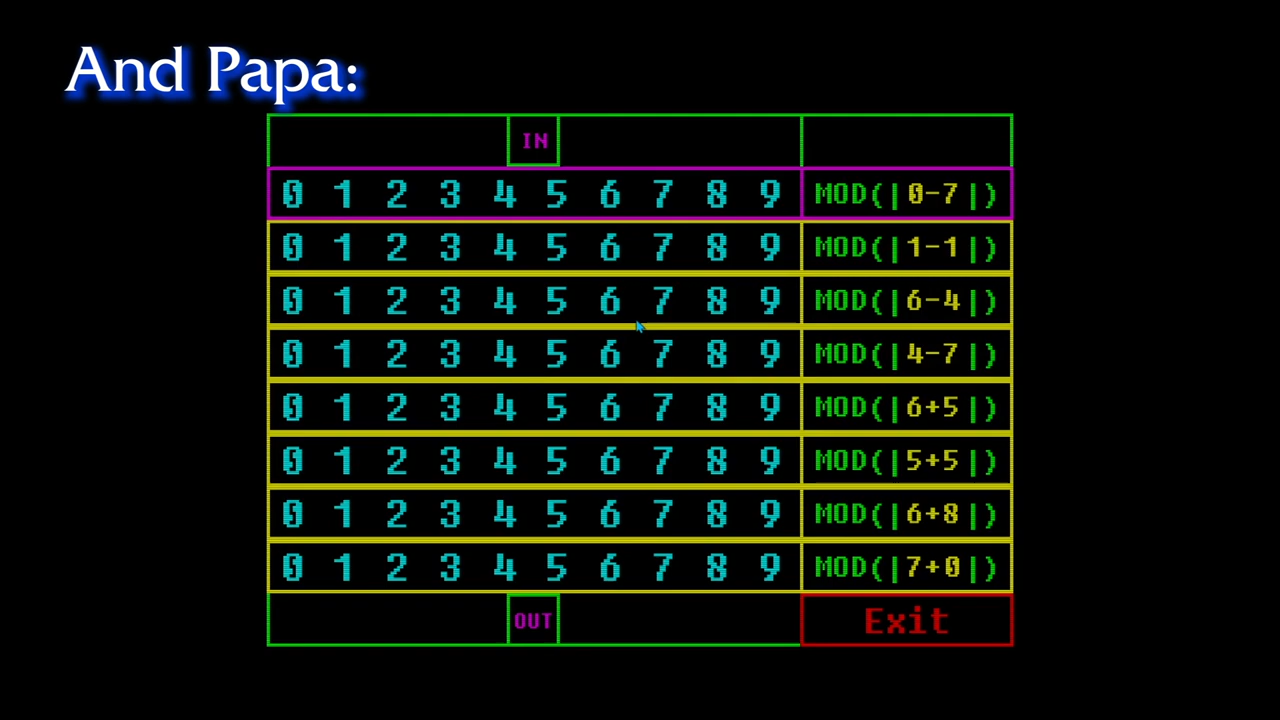 And Papa:
IN
0 1 2 3 4 5 6 7 8 9 MOD(|0-7|)
0 1 2 3 4 5 6 7 8 9 MOD(|1-1|)
0 1 2 3 4 5 6 7 8 9 MOD(|6-4|)
0 1 2 3 4 5 6 7 8 9 MOD(|4-7|)
0 1 2 3 4 5 6 7 8 9 MOD(|6+5|)
0 1 2 3 4 5 6 7 8 9 MOD(|5+5|)
0 1 2 3 4 5 6 7 8 9 MOD(|6+8|)
0 1 2 3 4 5 6 7 8 9 MOD(|7+0|)
OUT Exit